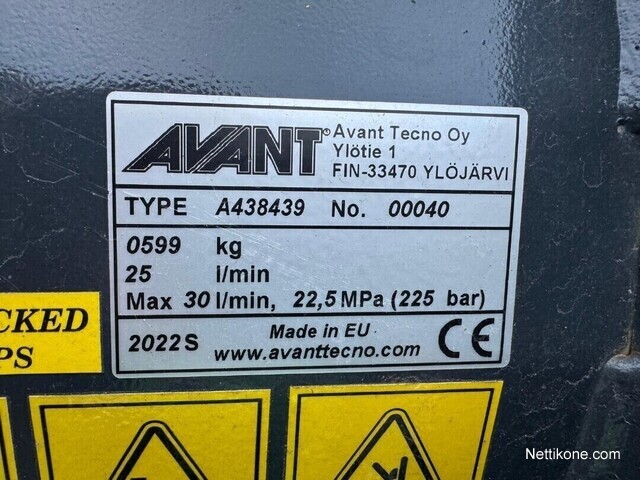 AVANT® Avant Tecno Oy
Ylötie 1
FIN-33470 YLÖJÄRVI
TYPE A438439 No. 00040
0599 kg
25 l/min
Max 30 l/min, 22,5 MPa (225 bar)
2022S Made in EU CE
www.avanttecno.com
CKED
PS
Nettikone.com